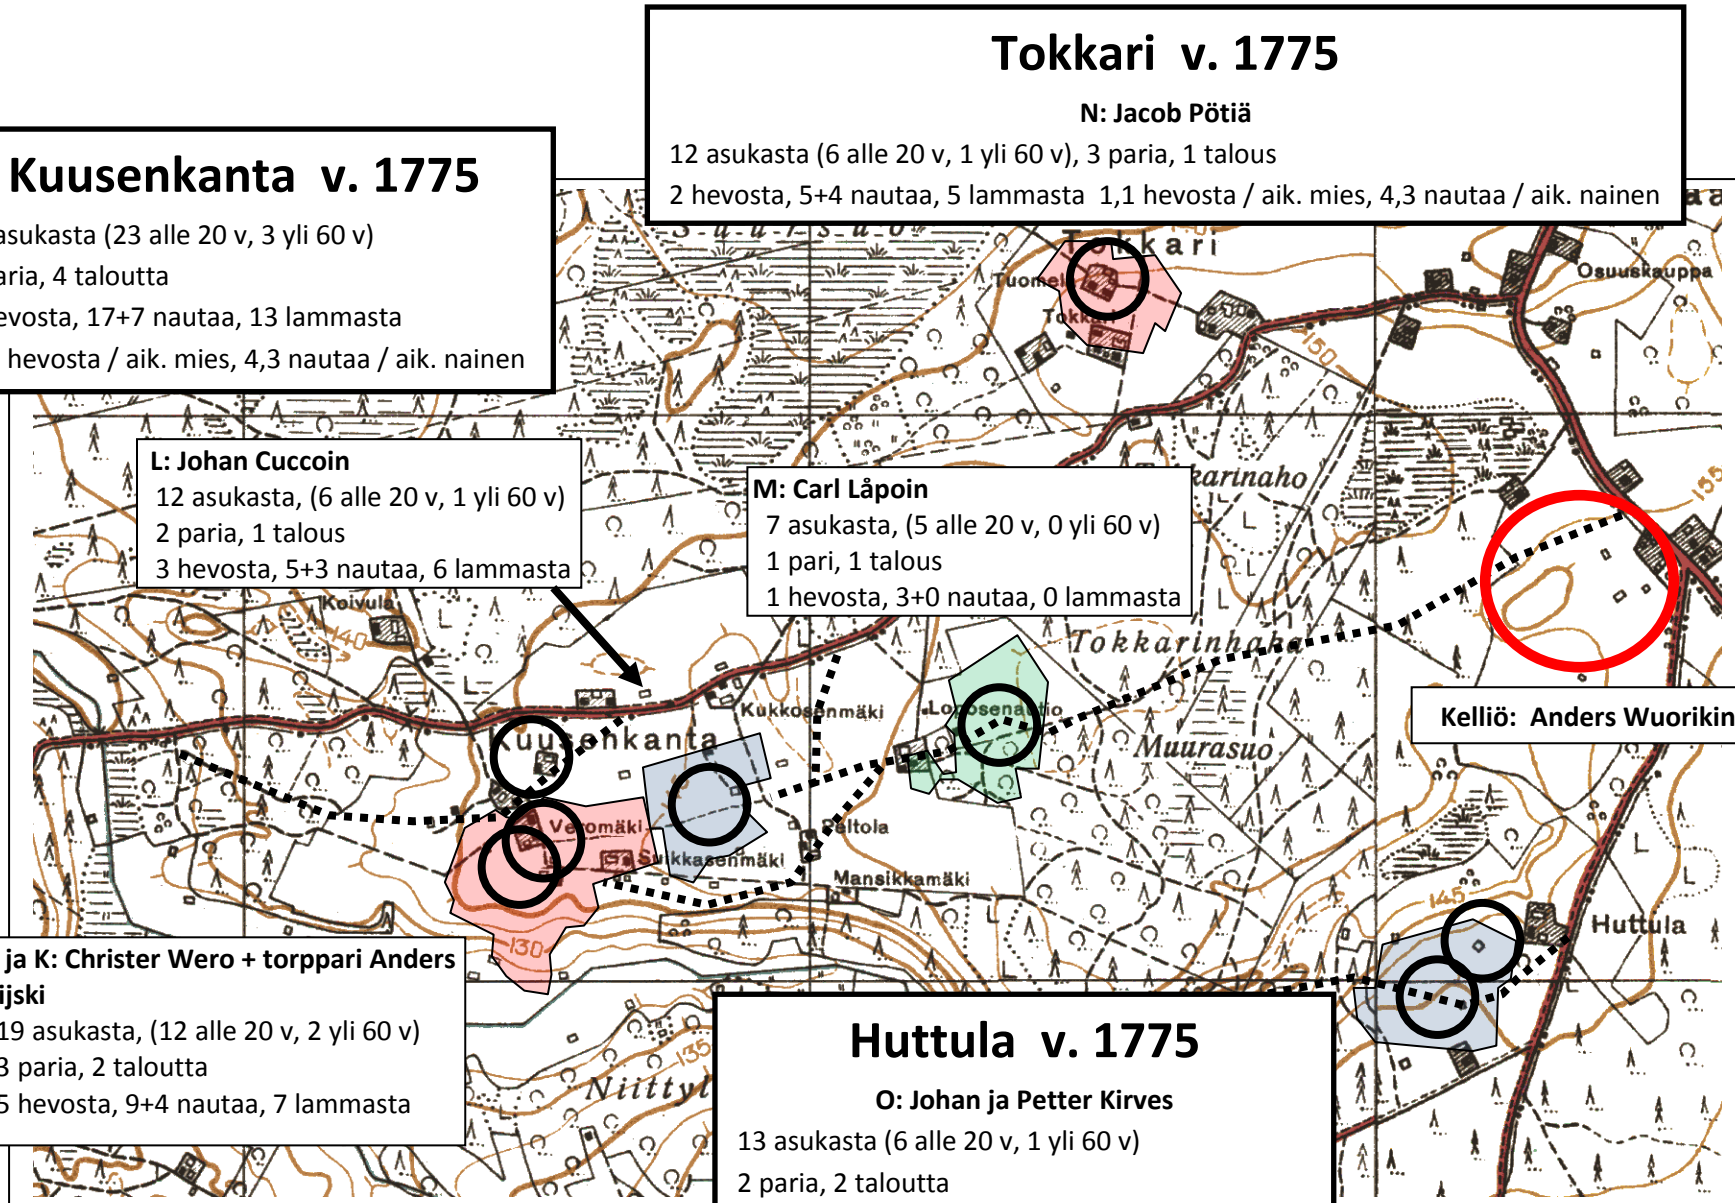 Tokkari v. 1775
N: Jacob Pötiä
12 asukasta (6 alle 20 v, 1 yli 60 v), 3 paria, 1 talous
2 hevosta, 5+4 nautaa, 5 lammasta 1,1 hevosta / aik. mies, 4,3 nautaa / aik. nainen
Kuusenkanta v. 1775
asukasta (23 alle 20 v, 3 yli 60 v)
4 taloutta
17+7 nautaa, 13 lammasta
hevosta / aik. mies, 4,3 nautaa / aik. nainen
Tokkari
Osuuskauppa
Tokkari
150
L: Johan Cuccoin
12 asukasta, (6 alle 20 v, 1 yli 60 v)
2 paria, 1 talous
3 hevosta, 5+3 nautaa, 6 lammasta
M: Carl Låpoin
7 asukasta, (5 alle 20 v, 0 yli 60 v)
1 pari, 1 talous
1 hevosta, 3+0 nautaa, 0 lammasta
155
Koivula
140
Tokkarinhaka
Kukkosenmäki
Loposenautio
Kuusenkanta
Muurasuo
Kelliö: Anders Wuorikin
Veromäki
Peltola
Suikkasenmäki
Mansikkamäki
145
Huttula
130
ja K: Christer Wero + torppari Anders
ijski
19 asukasta, (12 alle 20 v, 2 yli 60 v)
3 paria, 2 taloutta
5 hevosta, 9+4 nautaa, 7 lammasta
135
Huttula v. 1775
O: Johan ja Petter Kirves
13 asukasta (6 alle 20 v, 1 yli 60 v)
2 paria, 2 taloutta